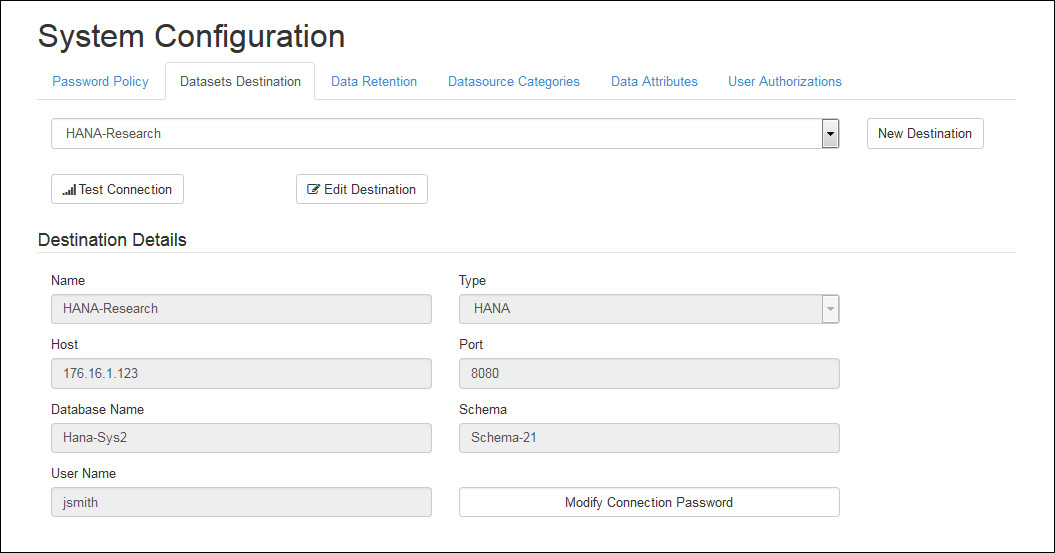 System Configuration
Password Policy Datasets Destination Data Retention Datasource Categories Data Attributes User Authorizations
HANA-Research New Destination
Test Connection Edit Destination
Destination Details
Name Type
HANA-Research HANA
Host Port
176.16.1.123 8080
Database Name Schema
Hana-Sys2 Schema-21
User Name
jsmith Modify Connection Password